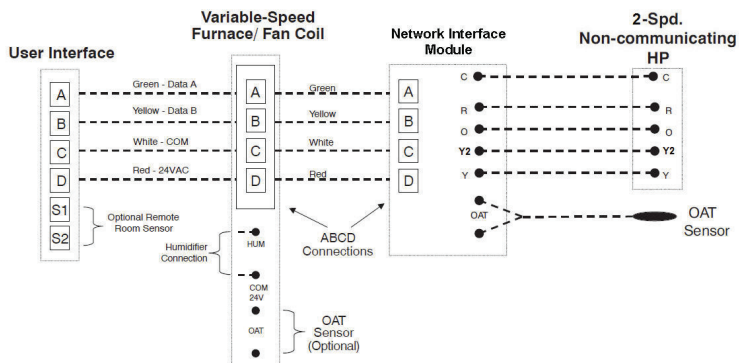 User Interface
Variable-Speed
Furnace/ Fan Coil
Network Interface
Module
2-Spd.
Non-communicating
HP
A
Green - Data A
A
Green
A
B
Yellow - Data B
B
Yellow
B
C
White - COM
C
White
C
D
Red - 24VAC
D
Red
D
S1
S2
Optional Remote
Room Sensor
Humidifier
Connection
HUM
COM
24V
OAT
OAT
Sensor
(Optional)
ABCD
Connections
C
R
O
Y2
Y
OAT
C
R
O
Y2
Y
OAT
Sensor